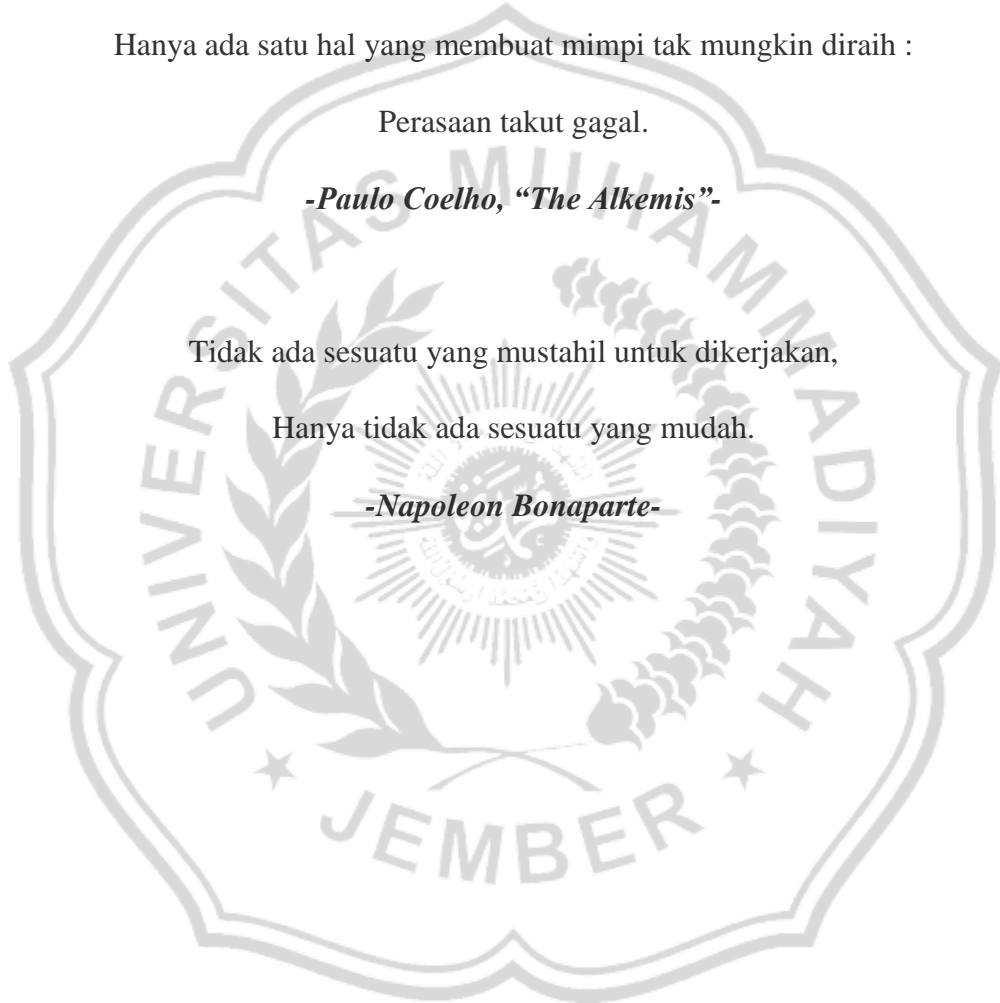 Hanya ada satu hal yang membuat mimpi tak mungkin diraih :
Perasaan takut gagal.
-Paulo Coelho, “The Alkemis”-
Tidak ada sesuatu yang mustahil untuk dikerjakan,
Hanya tidak ada sesuatu yang mudah.
-Napoleon Bonaparte-
UNIVERSITAS MUHAMMADIYAH
JEMBER